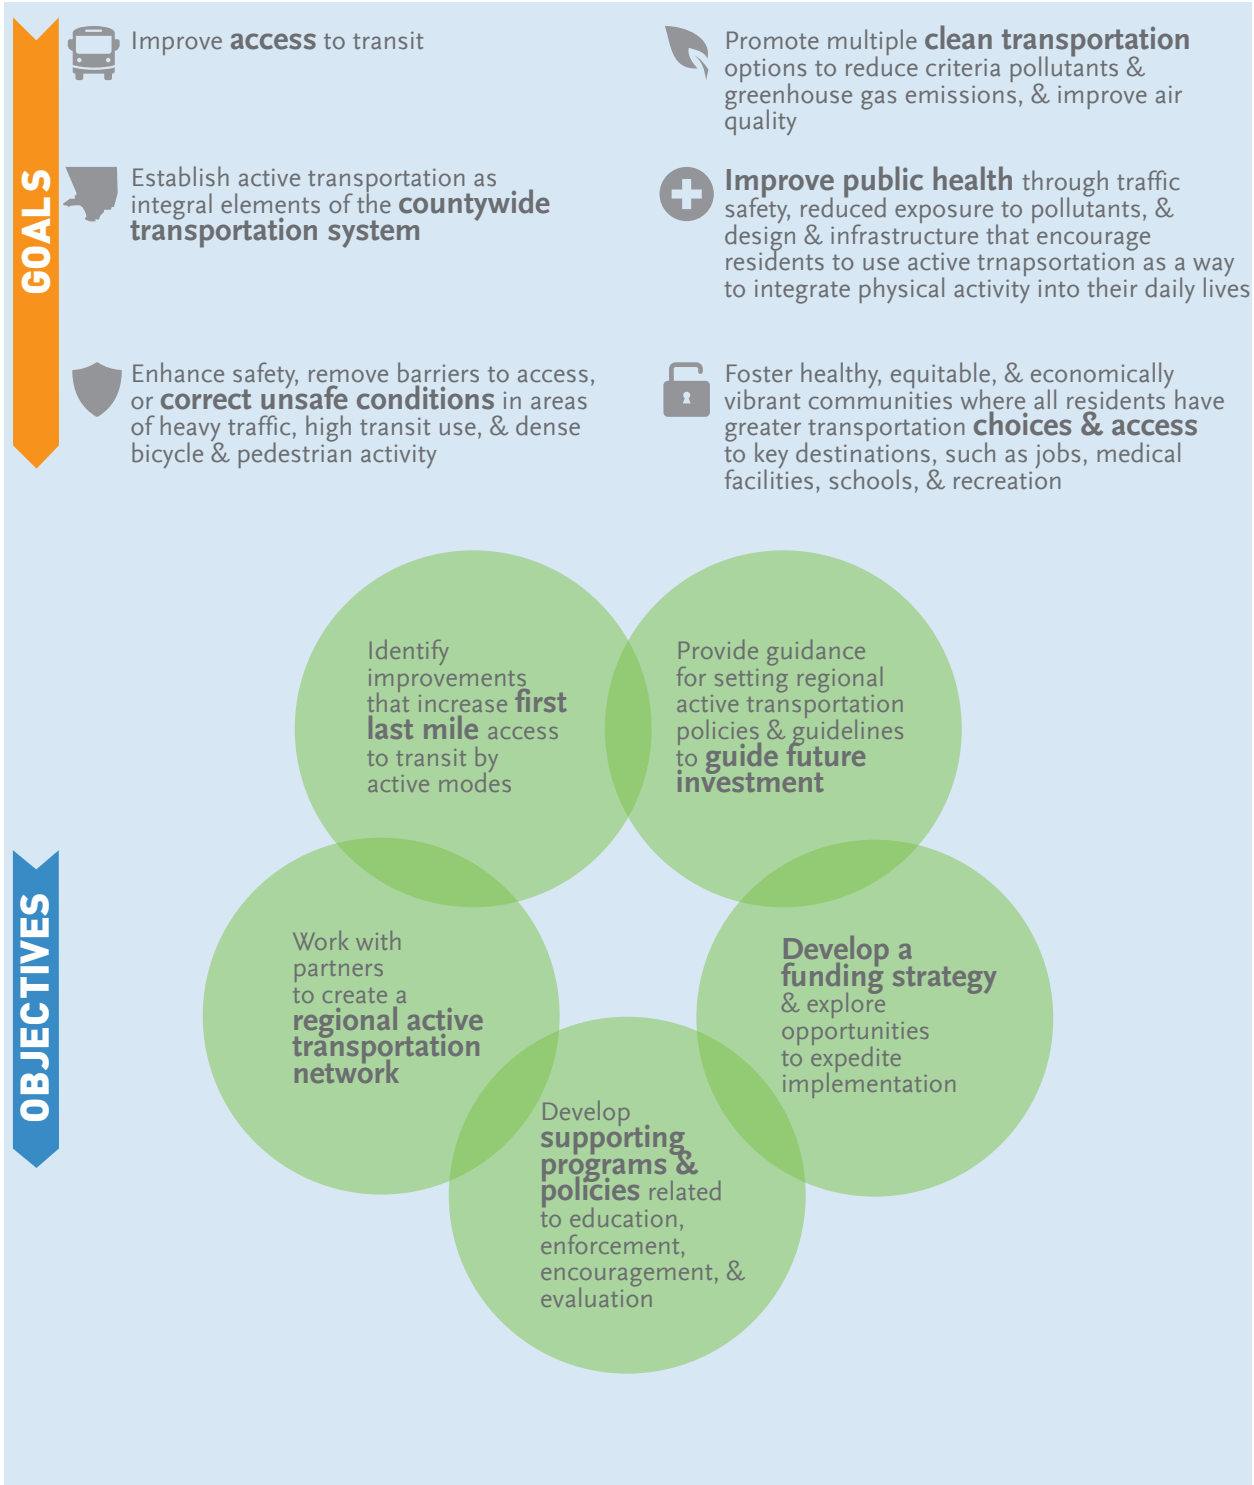 GOALS
Improve access to transit
Establish active transportation as
integral elements of the countywide
transportation system
Enhance safety, remove barriers to access,
or correct unsafe conditions in areas
of heavy traffic, high transit use, & dense
bicycle & pedestrian activity
Promote multiple clean transportation
options to reduce criteria pollutants &
greenhouse gas emissions, & improve air
quality
Improve public health through traffic
safety, reduced exposure to pollutants, &
design & infrastructure that encourage
residents to use active trnapsortation as a way
to integrate physical activity into their daily lives
Foster healthy, equitable, & economically
vibrant communities where all residents have
greater transportation choices & access
to key destinations, such as jobs, medical
facilities, schools, & recreation
OBJECTIVES
Identify
improvements
that increase first
last mile access
to transit by
active modes
Provide guidance
for setting regional
active transportation
policies & guidelines
to guide future
investment
Work with
partners
to create a
regional active
transportation
network
Develop a
funding strategy
& explore
opportunities
to expedite
implementation
Develop
supporting
programs &
policies related
to education,
enforcement,
encouragement, &
evaluation